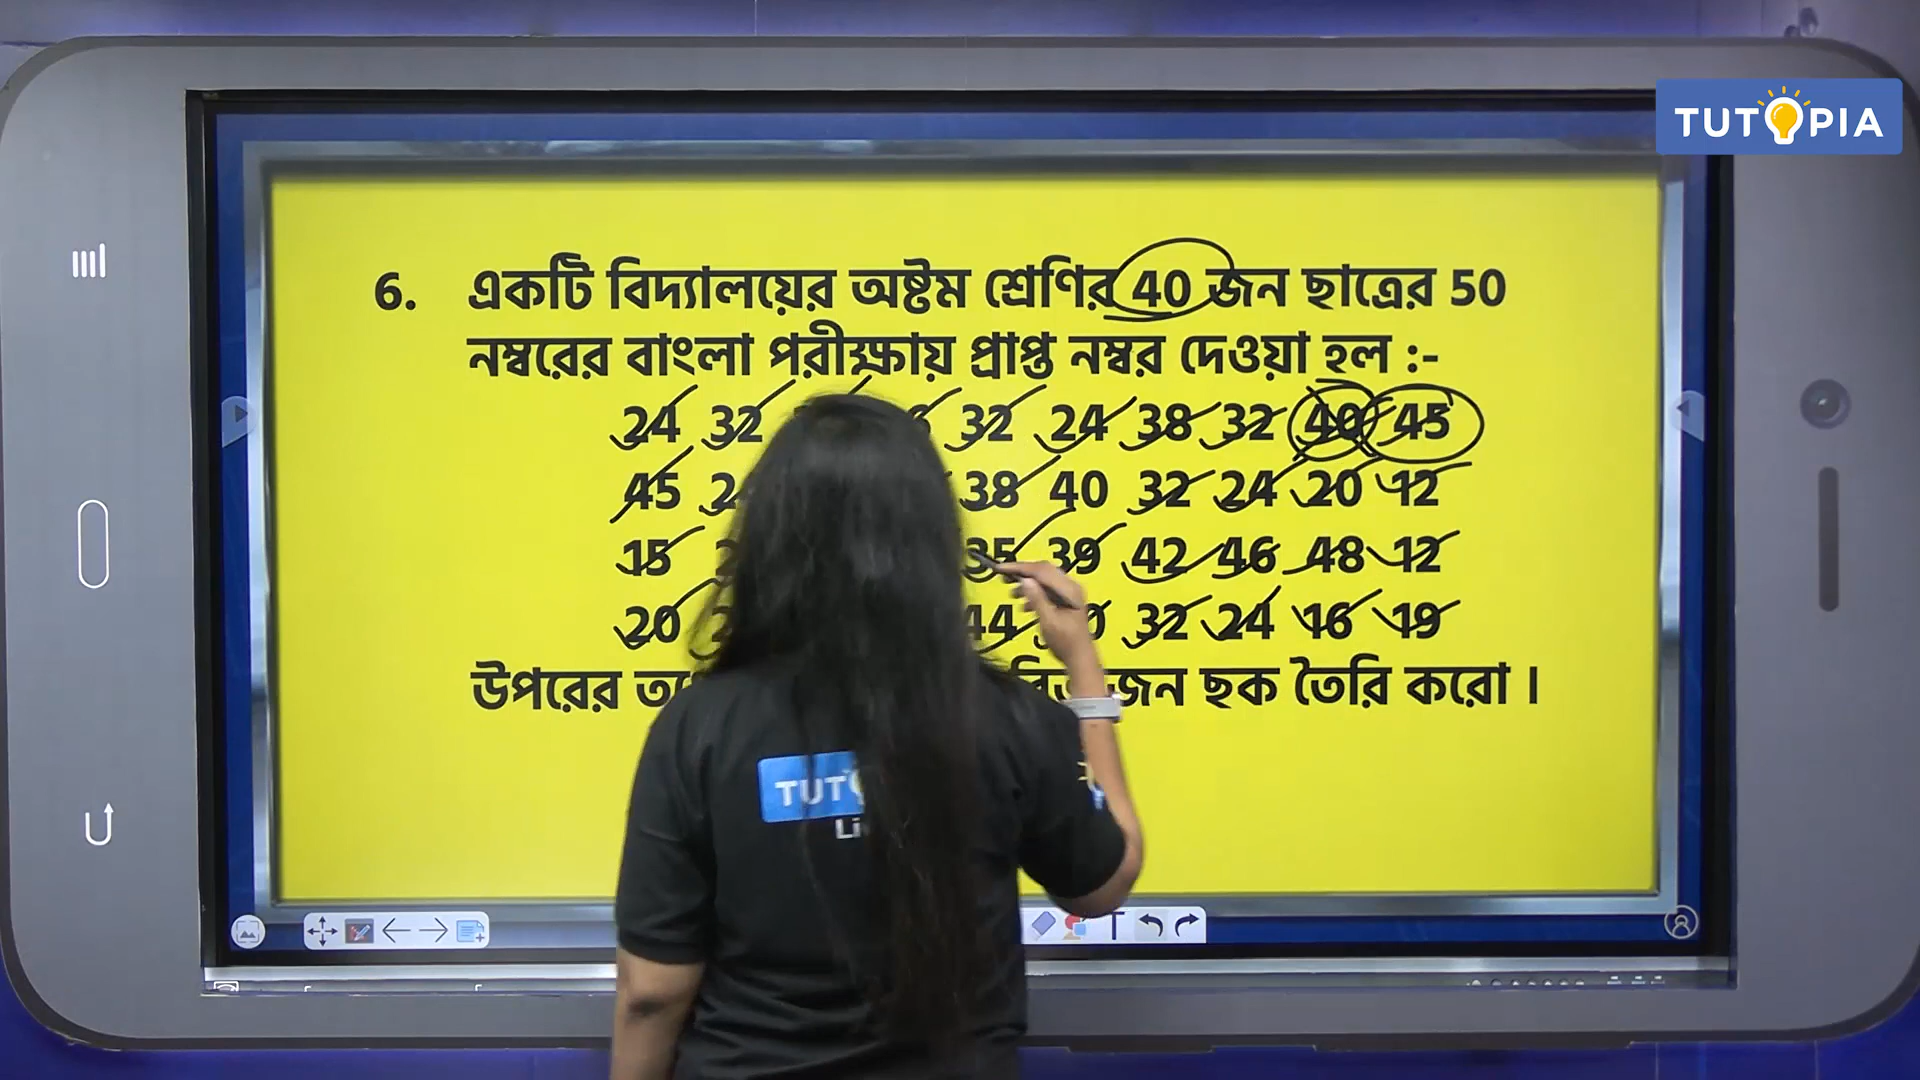 TUTOPIA
6. একটি বিদ্যালয়ের অষ্টম শ্রেণির 40 জন ছাত্রের 50
নম্বরের বাংলা পরীক্ষায় প্রাপ্ত নম্বর দেওয়া হল :-
24 32 32 24 38 32 40 45
45 38 40 32 24 20 12
15 35 39 42 46 48 12
20 44 32 24 16 19
উপরের ছক তৈরি করো ।